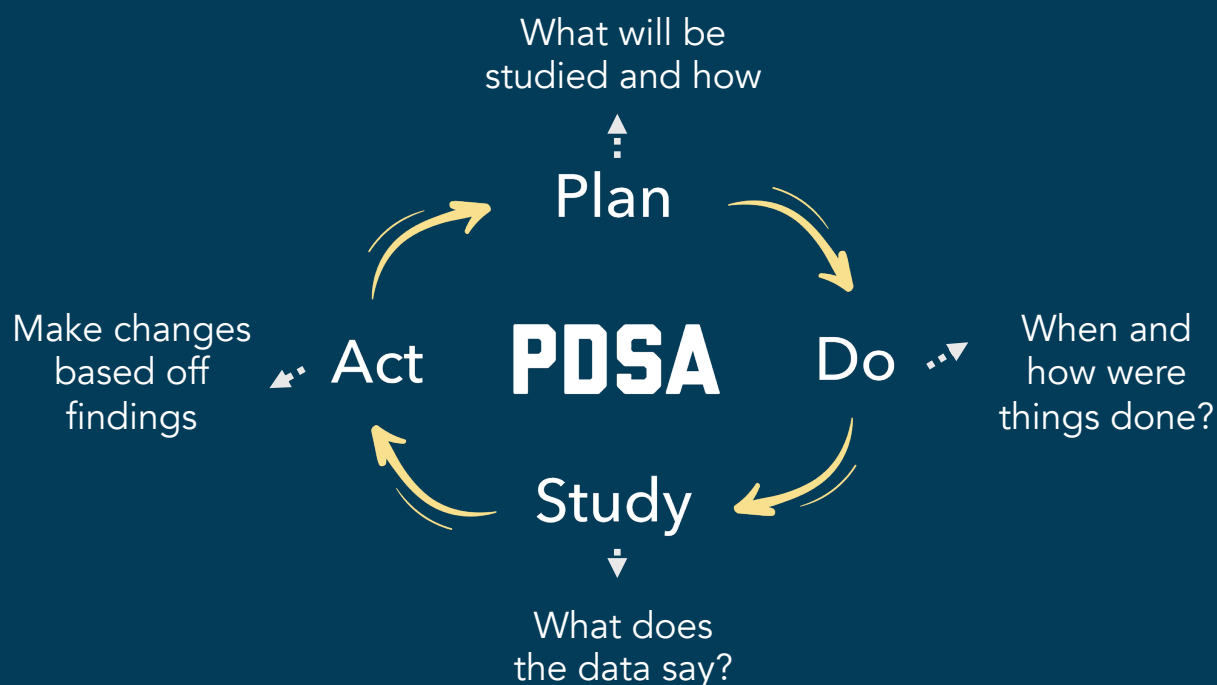 What will be
studied and how
Plan
Make changes
based off
findings
Act
PDSA
Do
When and
how were
things done?
Study
What does
the data say?